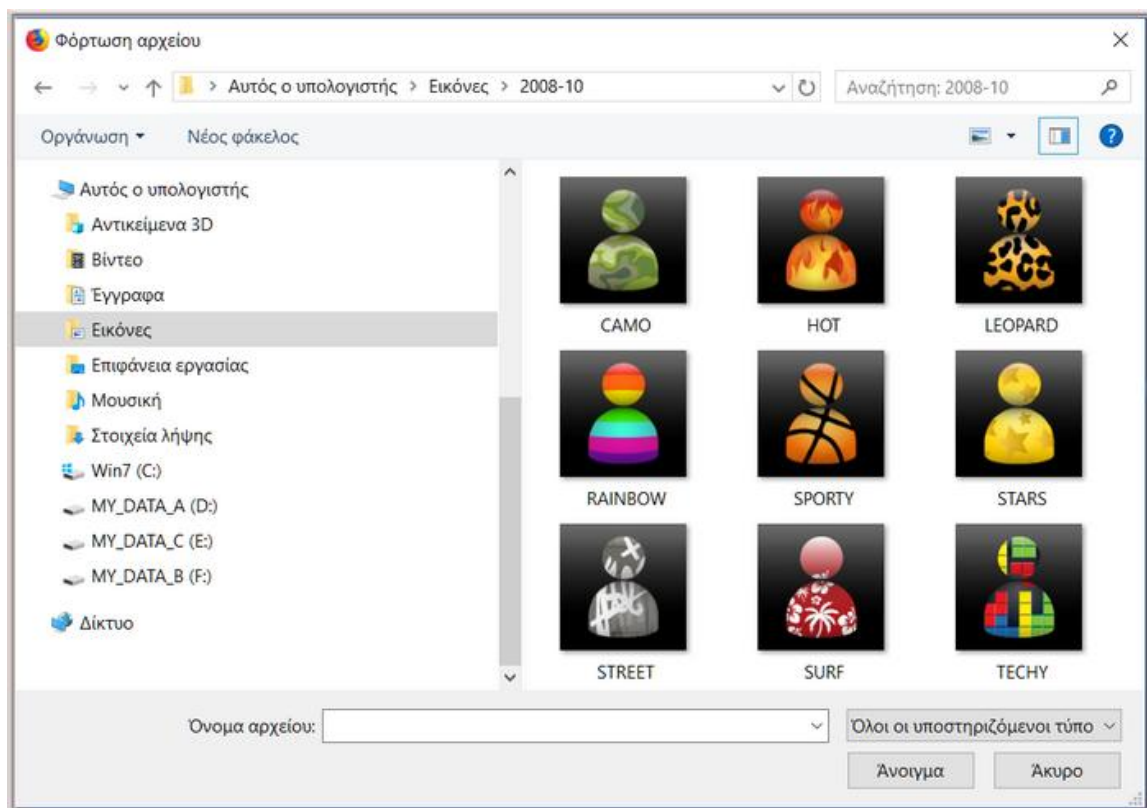 Φόρτωση αρχείου
Αυτός ο υπολογιστής > Εικόνες > 2008-10
Αναζήτηση: 2008-10
Οργάνωση
Νέος φάκελος
Αυτός ο υπολογιστής
Αντικείμενα 3D
Βίντεο
Έγγραφα
Εικόνες
Επιφάνεια εργασίας
Μουσική
Στοιχεία λήψης
Win7 (C:)
MY_DATA_A (D:)
MY_DATA_C (E:)
MY_DATA_B (F:)
Δίκτυο
CAMO
HOT
LEOPARD
RAINBOW
SPORTY
STARS
STREET
SURF
TECHY
Όνομα αρχείου:
Όλοι οι υποστηριζόμενοι τύπο
Άνοιγμα
Άκυρο